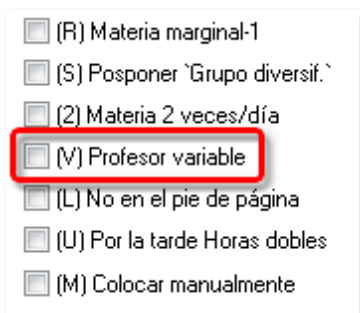 (R) Materia marginal-1
(S) Posponer `Grupo diversif.`
(2) Materia 2 veces/día
(V) Profesor variable
(L) No en el pie de página
(U) Por la tarde Horas dobles
(M) Colocar manualmente